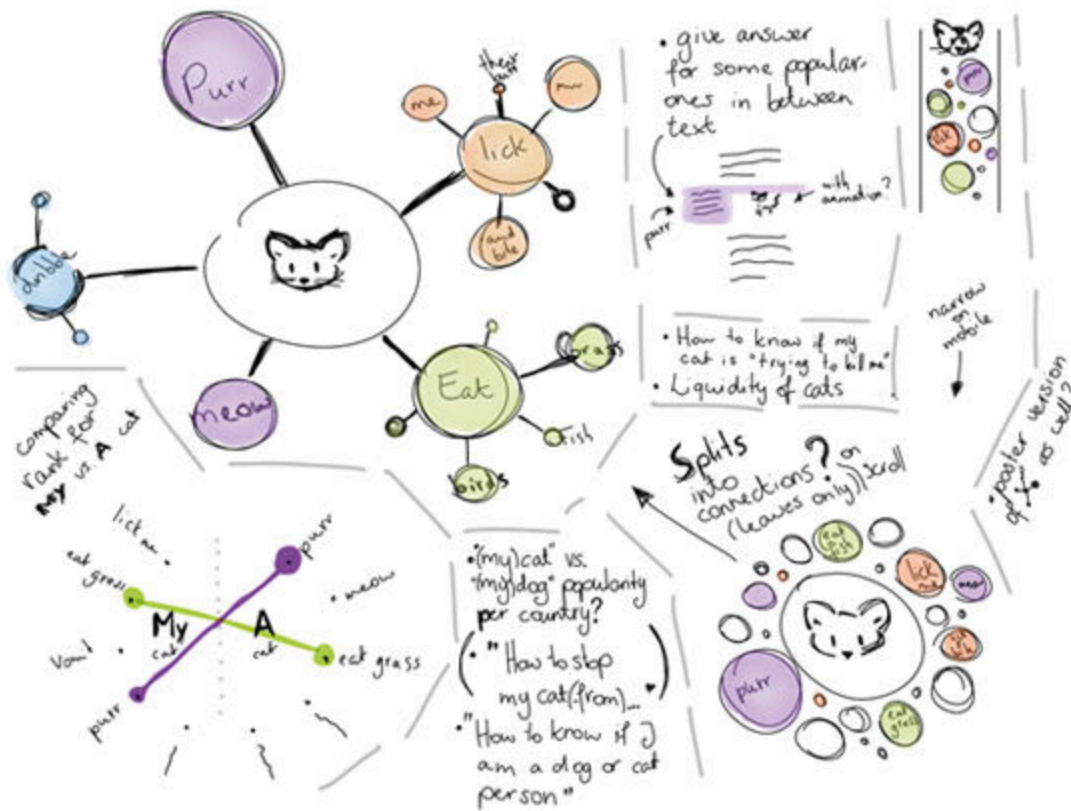 Purr
lick
me
and
bite
dribble
meow
Eat
grass
fish
birds
• give answer
for some popular
ones in between
text
purr
with
animation?
purr
lick
• How to know if my
cat is "trying to kill me"
• Liquidity of cats
narrow
on
mobile
• poster version
of
as well?
comparing
rank for
My vs. A cat
lick me
eat
grass
Vomit
purr
My
cat
A
cat
purr
meow
eat grass
• "(my) cat" vs.
"(my) dog" popularity
per country?
• "How to stop
my cat (from)...
• "How to know if I
am a dog or cat
person"
Splits
into
connections? on
(leaves only) scroll
eat
fish
lick
me
purr
eat
grass